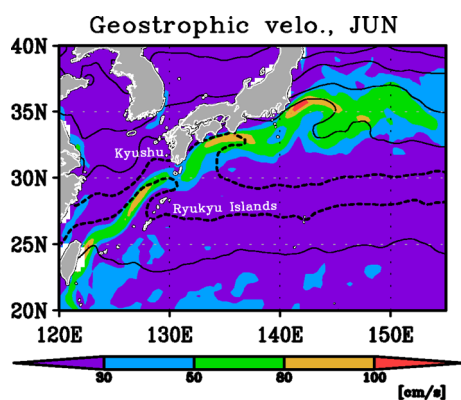 Geostrophic velo., JUN
40N
35N
Kyushu
30N
Ryukyu Islands
25N
20N
120E 130E 140E 150E
30 50 80 100
[cm/s]